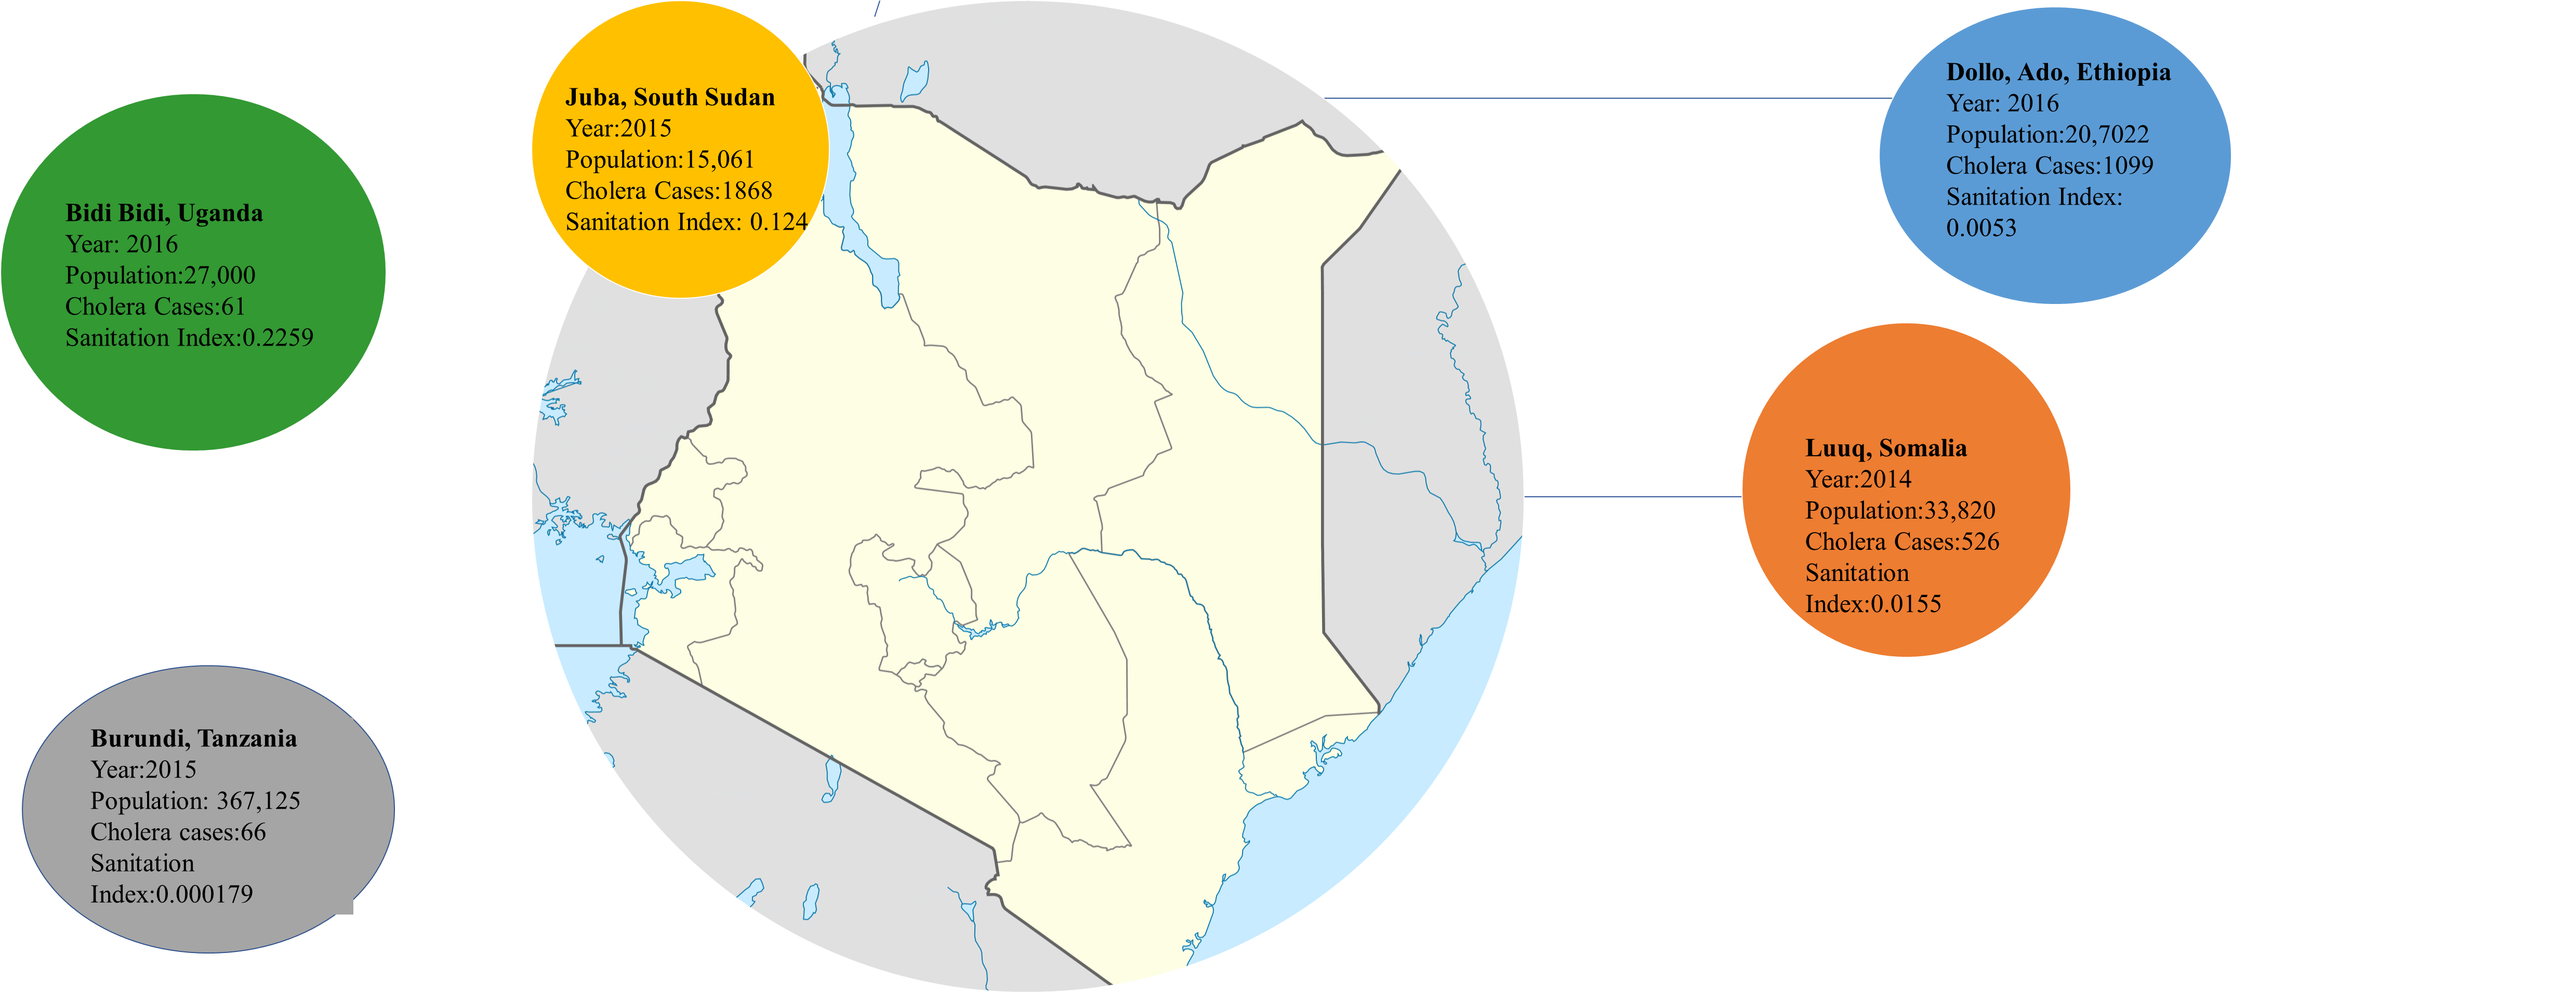 Bidi Bidi, Uganda
Year: 2016
Population:27,000
Cholera Cases:61
Sanitation Index:0.2259
Juba, South Sudan
Year:2015
Population:15,061
Cholera Cases:1868
Sanitation Index: 0.124
Dollo, Ado, Ethiopia
Year: 2016
Population:20,7022
Cholera Cases:1099
Sanitation Index:
0.0053
Luuq, Somalia
Year:2014
Population:33,820
Cholera Cases:526
Sanitation
Index:0.0155
Burundi, Tanzania
Year:2015
Population: 367,125
Cholera cases:66
Sanitation
Index:0.000179